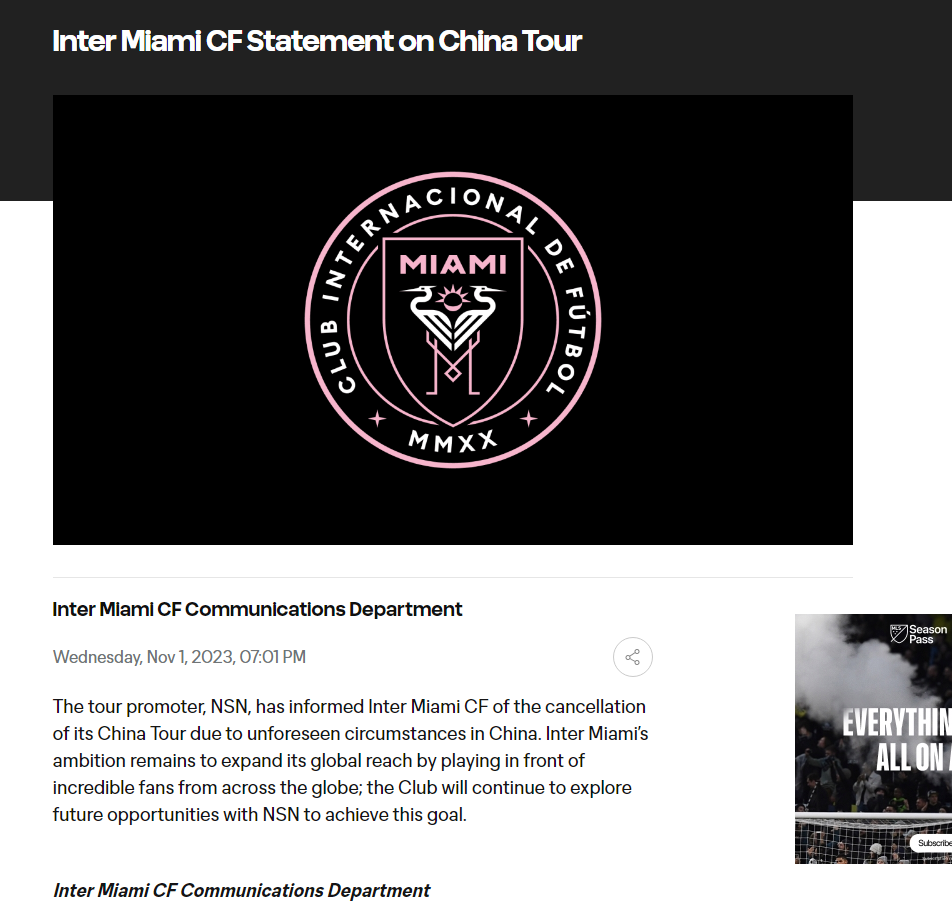 Inter Miami CF Statement on China Tour
CLUB INTERNACIONAL DE FÚTBOL
MIAMI
MMXX
Inter Miami CF Communications Department
Wednesday, Nov 1, 2023, 07:01 PM
The tour promoter, NSN, has informed Inter Miami CF of the cancellation
of its China Tour due to unforeseen circumstances in China. Inter Miami's
ambition remains to expand its global reach by playing in front of
incredible fans from across the globe; the Club will continue to explore
future opportunities with NSN to achieve this goal.
Inter Miami CF Communications Department
MLS
Season
Pass
EVERYTHIN
ALL ON
Subscribe